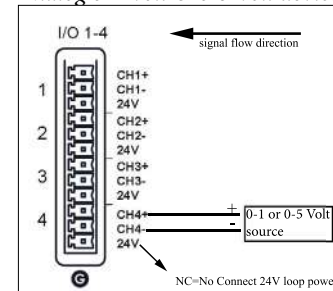 I/O 1-4
signal flow direction
1
CH1+
CH1-
24V
2
CH2+
CH2-
24V
3
CH3+
CH3-
24V
4
CH4+
CH4-
24V
+
-
0-1 or 0-5 Volt
source
G
NC=No Connect 24V loop powe